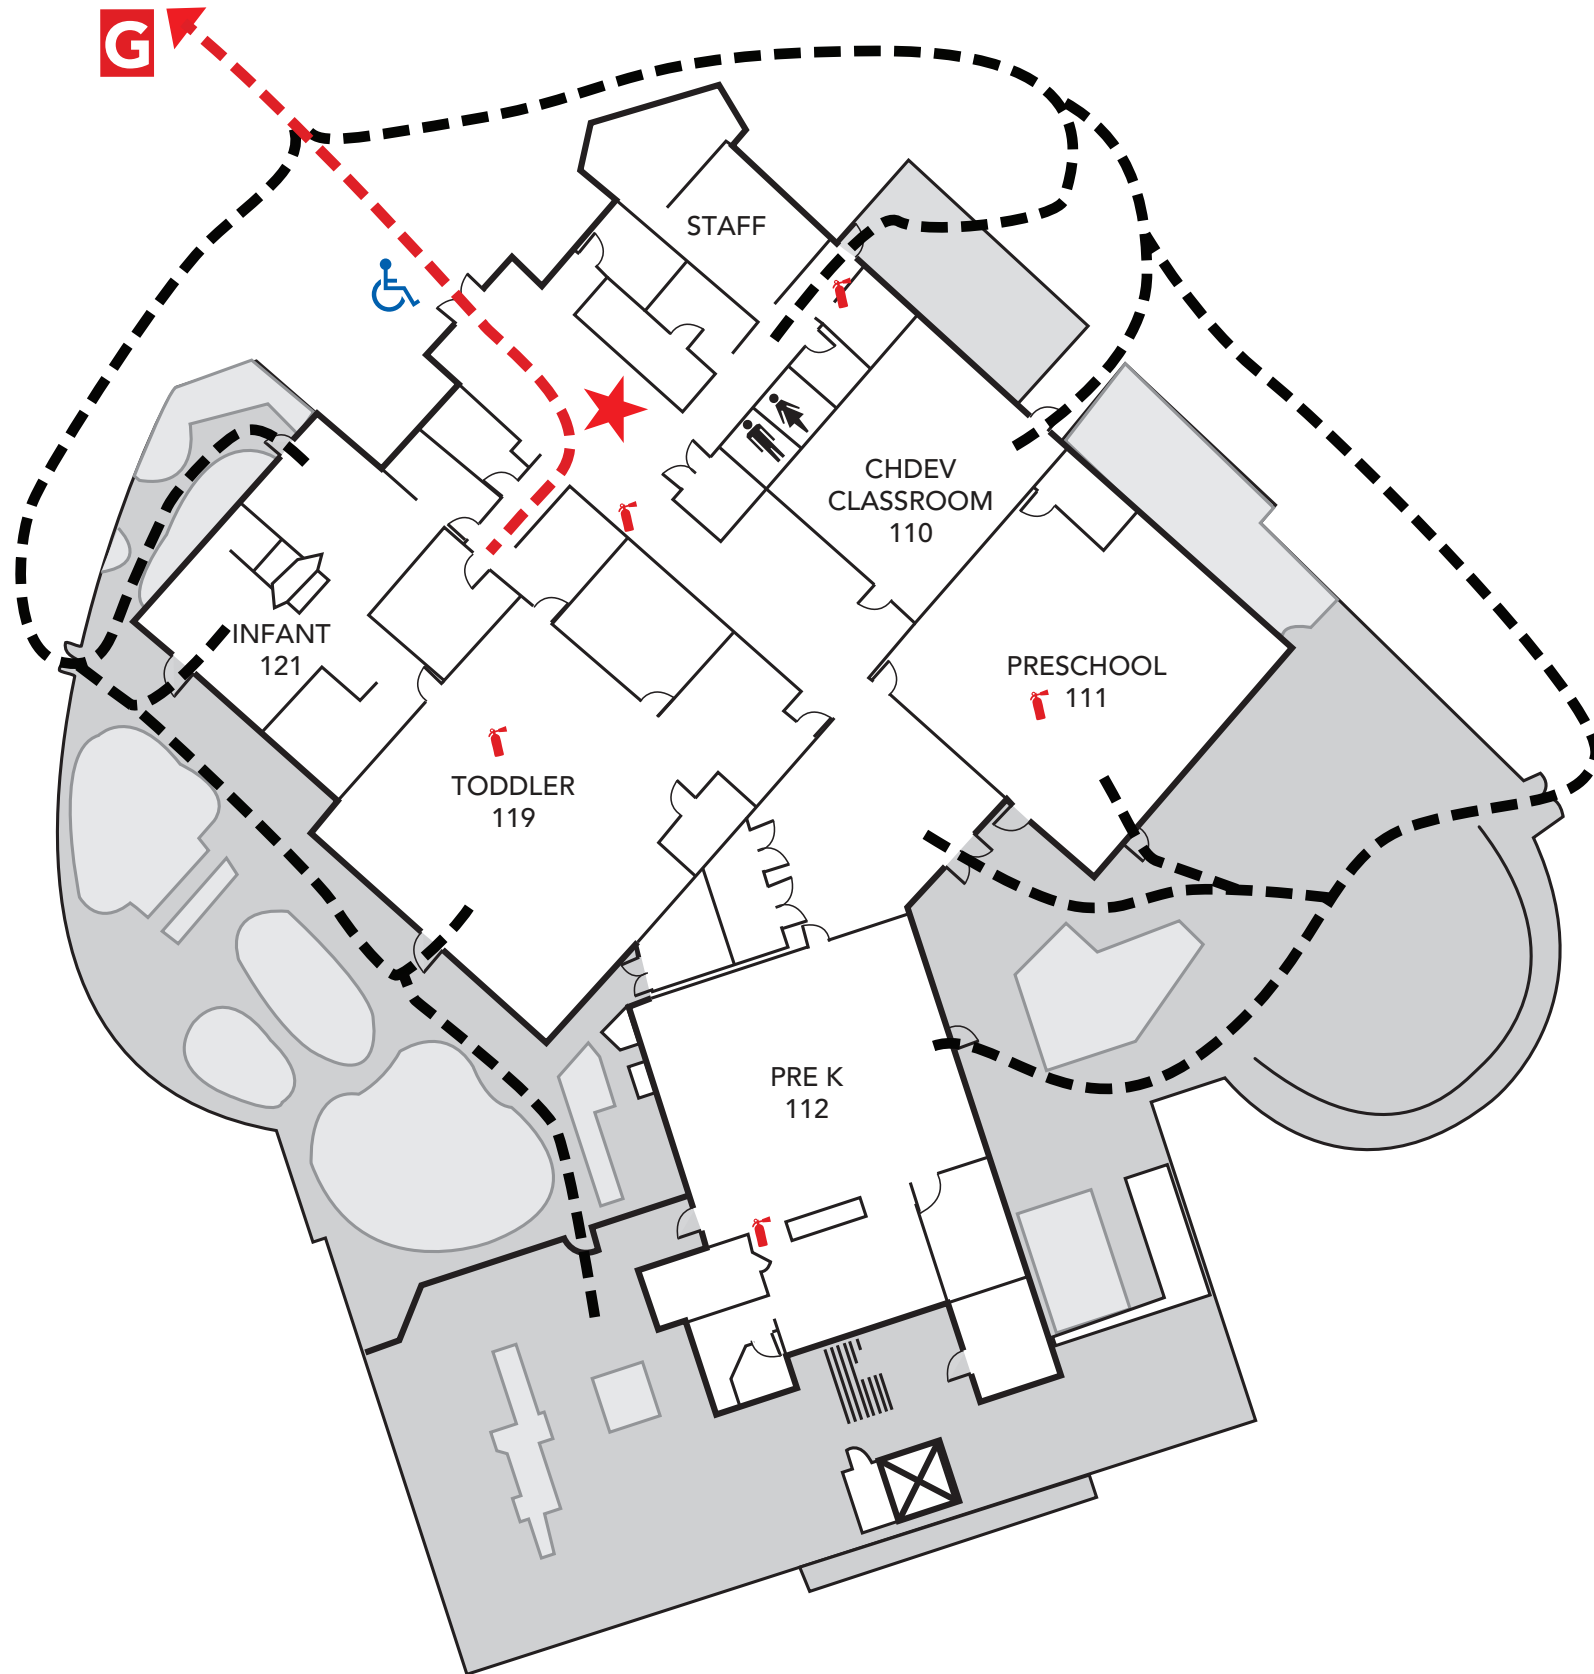 G
STAFF
CHDEV
CLASSROOM
110
INFANT
121
PRESCHOOL
111
TODDLER
119
PRE K
112